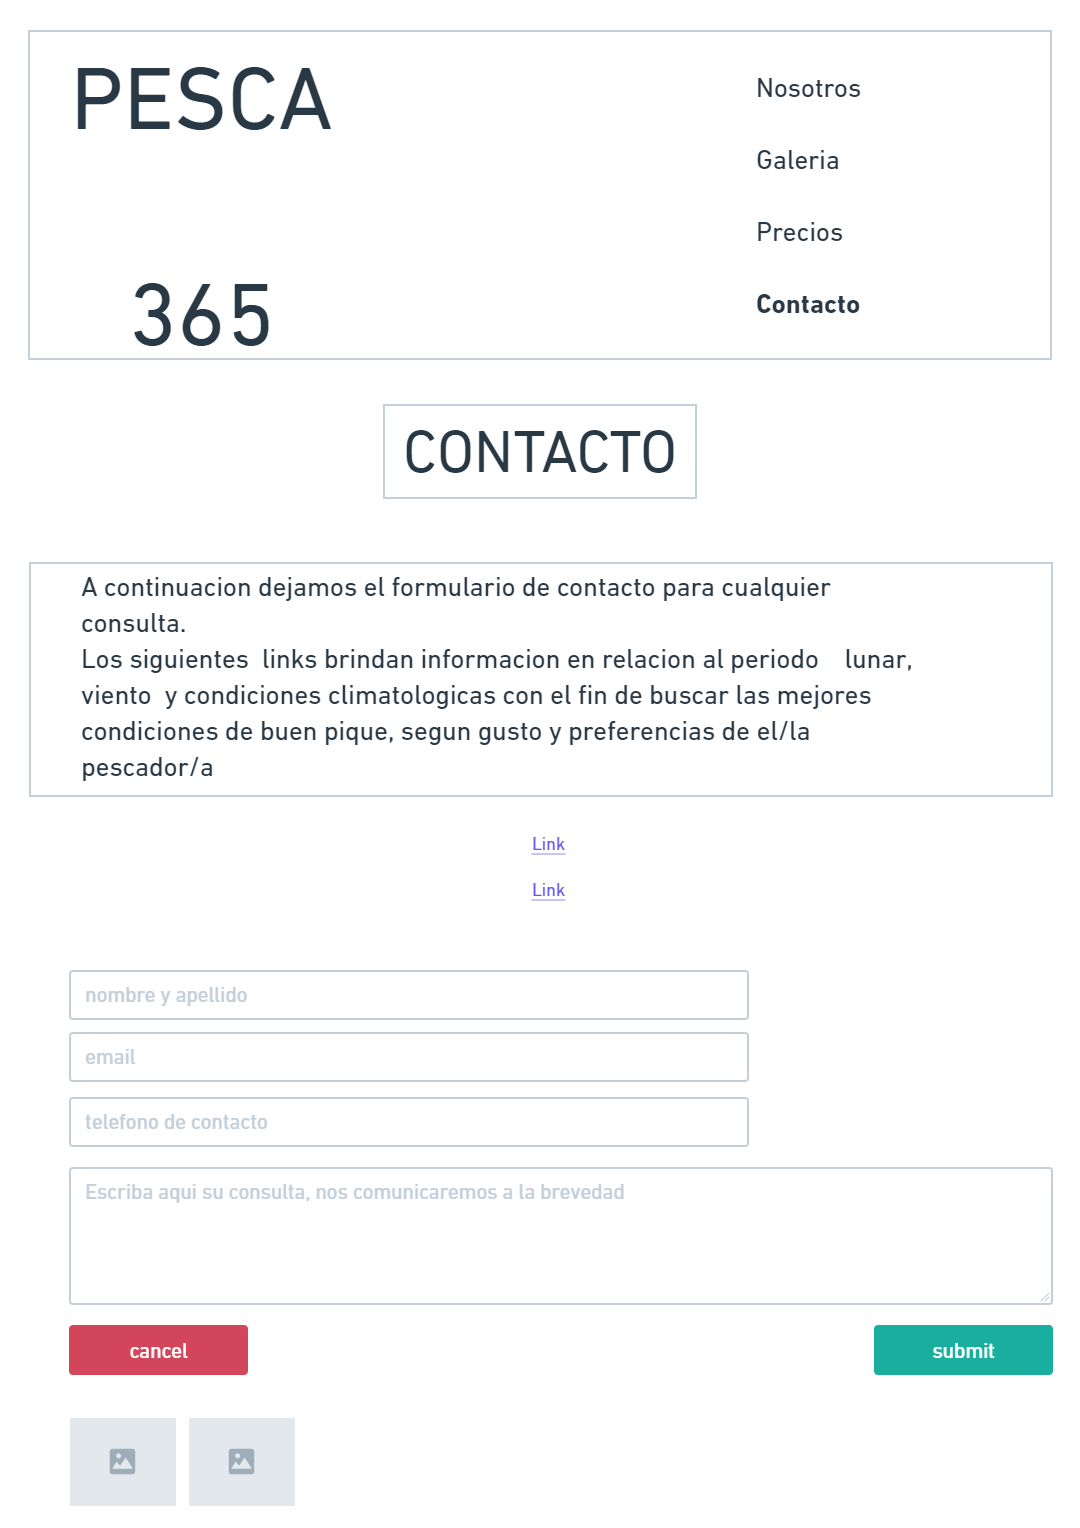 PESCA
365
Nosotros
Galeria
Precios
Contacto
CONTACTO
A continuacion dejamos el formulario de contacto para cualquier
consulta.
Los siguientes  links brindan informacion en relacion al periodo    lunar,
viento  y condiciones climatologicas con el fin de buscar las mejores
condiciones de buen pique, segun gusto y preferencias de el/la
pescador/a
Link
Link
nombre y apellido
email
telefono de contacto
Escriba aqui su consulta, nos comunicaremos a la brevedad
cancel
submit